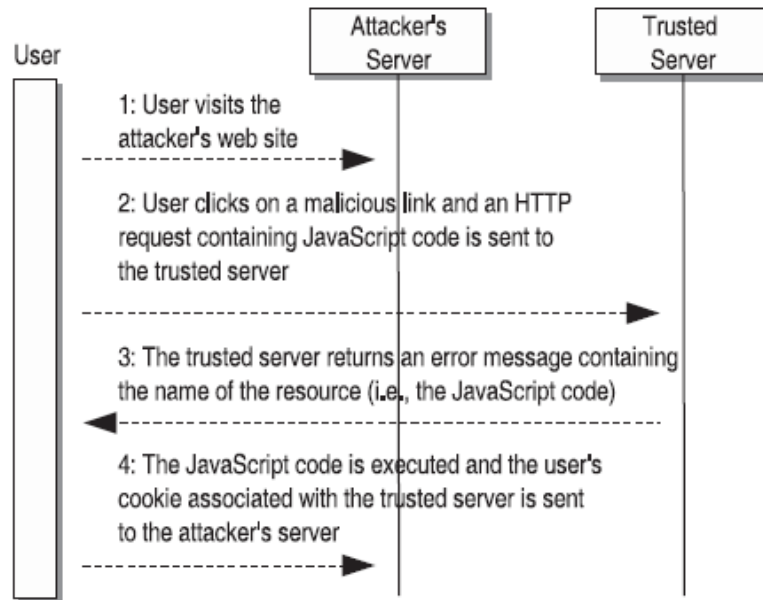 User
Attacker's
Server
Trusted
Server
1: User visits the
attacker's web site
2: User clicks on a malicious link and an HTTP
request containing JavaScript code is sent to
the trusted server
3: The trusted server returns an error message containing
the name of the resource (i.e., the JavaScript code)
4: The JavaScript code is executed and the user's
cookie associated with the trusted server is sent
to the attacker's server